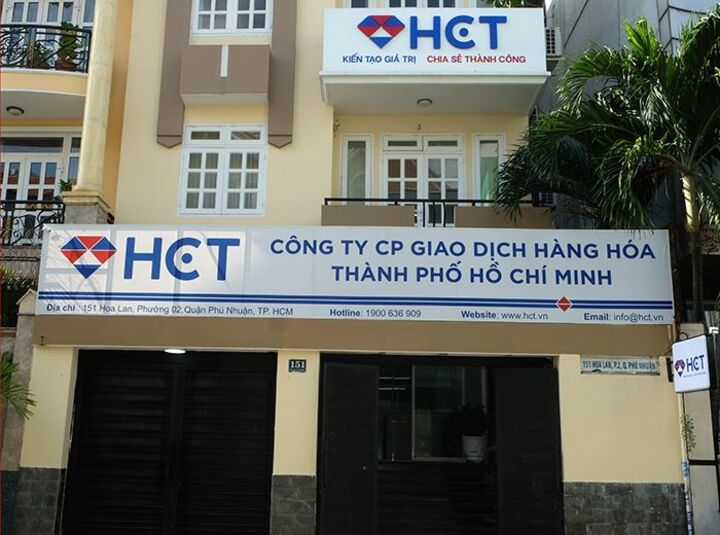 HCT
KIẾN TẠO GIÁ TRỊ CHIA SẺ THÀNH CÔNG
HCT
CÔNG TY CP GIAO DỊCH HÀNG HÓA
THÀNH PHỐ HỒ CHÍ MINH
Địa chỉ : 151 Hoa Lan, Phường 02,Quận Phú Nhuận, TP. HCM Hotline: 1900 636 909 Website: www.hct.vn Email: info@hct.vn
151
151 HOA LAN, P.2, Q. PHÚ NHUẬN
HCT